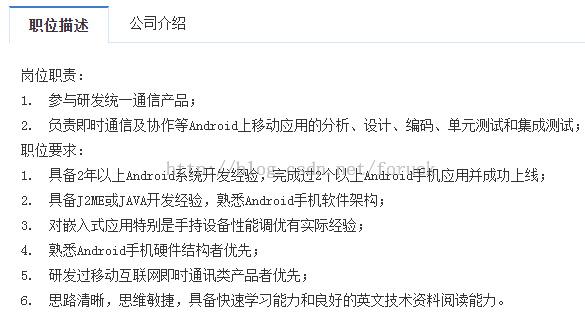 职位描述 公司介绍
岗位职责：
1. 参与研发统一通信产品；
2. 负责即时通信及协作等Android上移动应用的分析、设计、编码、单元测试和集成测试；
职位要求：
1. 具备2年以上Android系统开发经验，完成过2个以上Android手机应用并成功上线；
2. 具备J2ME或JAVA开发经验，熟悉Android手机软件架构；
3. 对嵌入式应用特别是手持设备性能调优有实际经验；
4. 熟悉Android手机硬件结构者优先；
5. 研发过移动互联网即时通讯类产品者优先；
6. 思路清晰，思维敏捷，具备快速学习能力和良好的英文技术资料阅读能力。